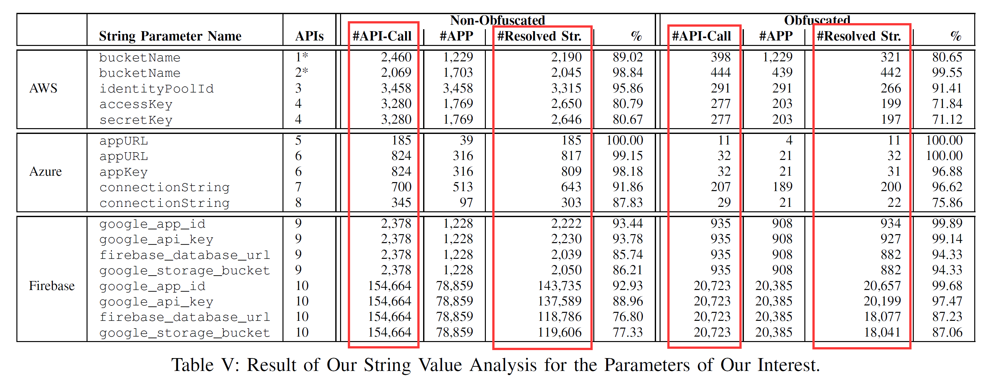 Non-Obfuscated Obfuscated
String Parameter Name APIs #API-Call #APP #Resolved Str. % #API-Call #APP #Resolved Str. %
bucketName 1* 2,460 1,229 2,190 89.02 398 1,229 321 80.65
bucketName 2* 2,069 1,703 2,045 98.84 444 439 442 99.55
AWS identityPoolId 3 3,458 3,458 3,315 95.86 291 291 266 91.41
accessKey 4 3,280 1,769 2,650 80.79 277 203 199 71.84
secretKey 4 3,280 1,769 2,646 80.67 277 203 197 71.12
appURL 5 185 39 185 100.00 11 4 11 100.00
appURL 6 824 316 817 99.15 32 21 32 100.00
Azure appKey 6 824 316 809 98.18 32 21 31 96.88
connectionString 7 700 513 643 91.86 207 189 200 96.62
connectionString 8 345 97 303 87.83 29 21 22 75.86
google_app_id 9 2,378 1,228 2,222 93.44 935 908 934 99.89
google_api_key 9 2,378 1,228 2,230 93.78 935 908 927 99.14
firebase_database_url 9 2,378 1,228 2,039 85.74 935 908 882 94.33
google_storage_bucket 9 2,378 1,228 2,050 86.21 935 908 882 94.33
Firebase google_app_id 10 154,664 78,859 143,735 92.93 20,723 20,385 20,657 99.68
google_api_key 10 154,664 78,859 137,589 88.96 20,723 20,385 20,199 97.47
firebase_database_url 10 154,664 78,859 118,786 76.80 20,723 20,385 18,077 87.23
google_storage_bucket 10 154,664 78,859 119,606 77.33 20,723 20,385 18,041 87.06
Table V: Result of Our String Value Analysis for the Parameters of Our Interest.